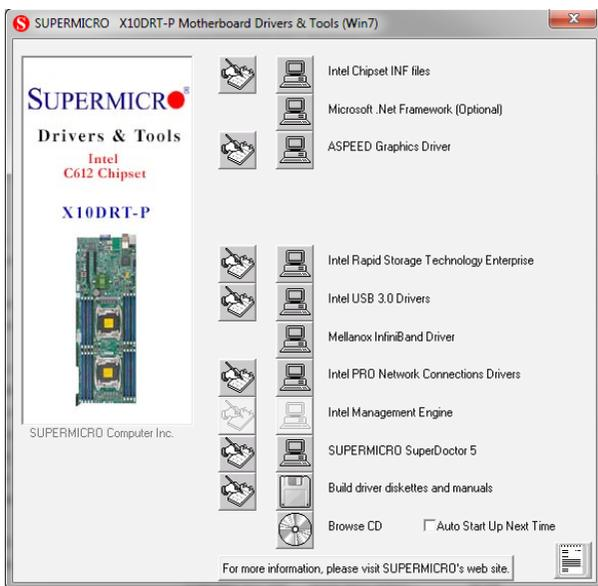 SUPERMICRO X10DRT-P Motherboard Drivers & Tools (Win7)
SUPERMICRO
Drivers & Tools
Intel
C612 Chipset
X10DRT-P
SUPERMICRO Computer Inc.
Intel Chipset INF files
Microsoft .Net Framework (Optional)
ASPEED Graphics Driver
Intel Rapid Storage Technology Enterprise
Intel USB 3.0 Drivers
Mellanox InfiniBand Driver
Intel PRO Network Connections Drivers
Intel Management Engine
SUPERMICRO SuperDoctor 5
Build driver diskettes and manuals
Browse CD Auto Start Up Next Time
For more information, please visit SUPERMICRO's web site.